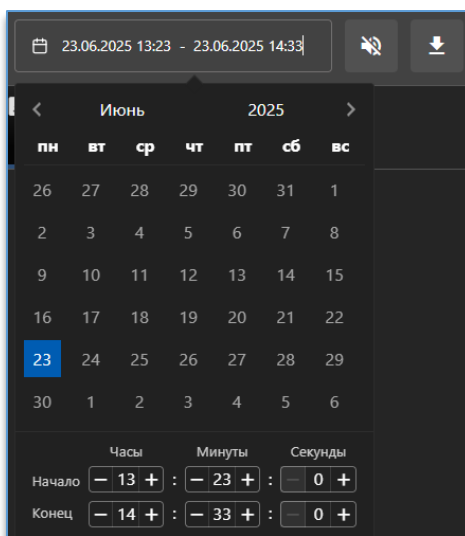 23.06.2025 13:23 - 23.06.2025 14:33
Июнь 2025
пн вт ср чт пт сб вс
26 27 28 29 30 31 1
2 3 4 5 6 7 8
9 10 11 12 13 14 15
16 17 18 19 20 21 22
23 24 25 26 27 28 29
30 1 2 3 4 5 6
Часы Минуты Секунды
Начало − 13 + : − 23 + : − 0 +
Конец − 14 + : − 33 + : − 0 +